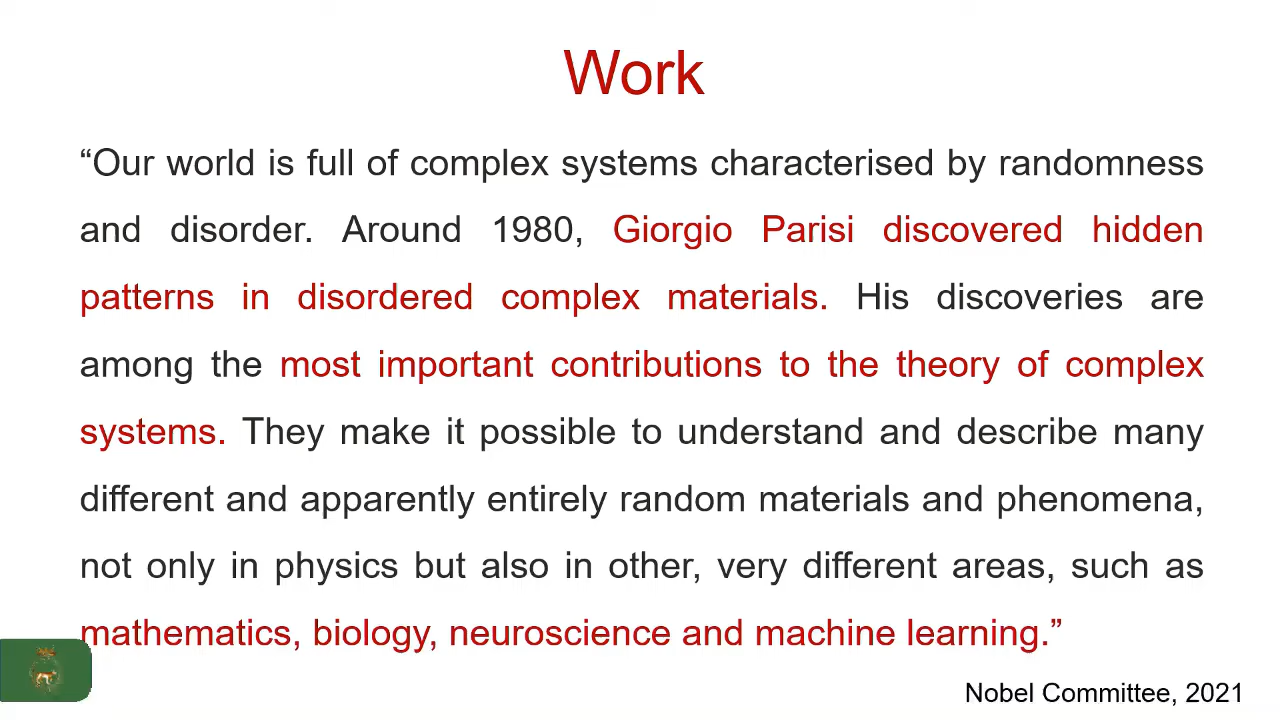 Work
“Our world is full of complex systems characterised by randomness
and disorder. Around 1980, Giorgio Parisi discovered hidden
patterns in disordered complex materials. His discoveries are
among the most important contributions to the theory of complex
systems. They make it possible to understand and describe many
different and apparently entirely random materials and phenomena,
not only in physics but also in other, very different areas, such as
mathematics, biology, neuroscience and machine learning.”
Nobel Committee, 2021